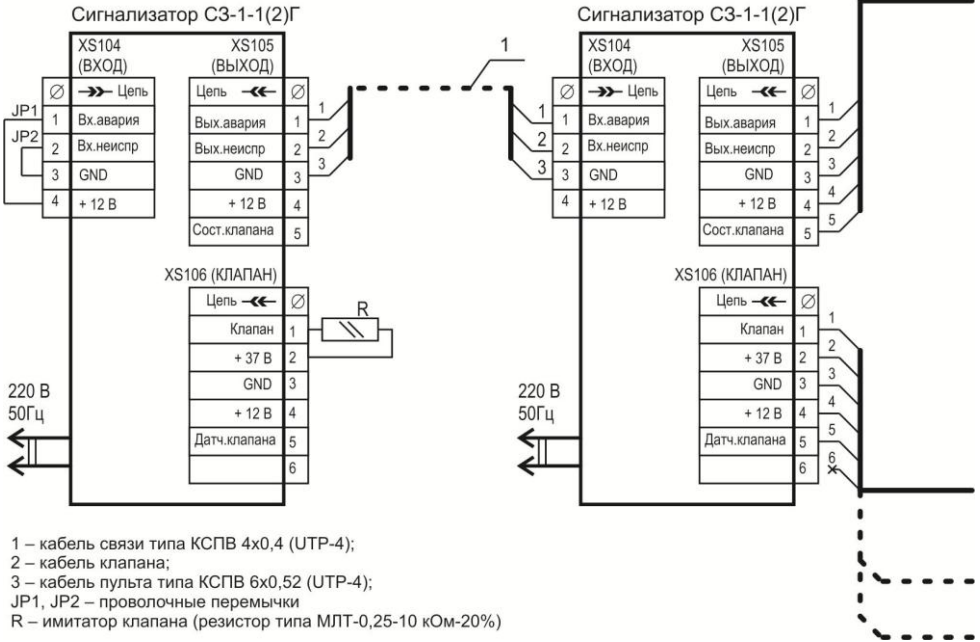 Сигнализатор СЗ-1-1(2)Г
XS104
(ВХОД)
XS105
(ВЫХОД)
Цепь
Цепь
JP1
1
Вх.авария
Вых.авария
1
1
JP2
2
Вх.неиспр
Вых.неиспр
2
2
3
GND
GND
3
3
4
+ 12 В
+ 12 В
4
Сост.клапана
5
XS106 (КЛАПАН)
Цепь
Клапан
1
R
+ 37 В
2
GND
3
+ 12 В
4
Датч.клапана
5
6
220 В
50Гц
1
Сигнализатор СЗ-1-1(2)Г
XS104
(ВХОД)
XS105
(ВЫХОД)
Цепь
Цепь
1
1
Вх.авария
Вых.авария
1
1
2
2
Вх.неиспр
Вых.неиспр
2
2
3
3
GND
GND
3
3
4
+ 12 В
+ 12 В
4
4
Сост.клапана
5
5
XS106 (КЛАПАН)
Цепь
Клапан
1
1
+ 37 В
2
2
GND
3
3
+ 12 В
4
4
Датч.клапана
5
5
6
6
220 В
50Гц
1 – кабель связи типа КСПВ 4х0,4 (UTP-4);
2 – кабель клапана;
3 – кабель пульта типа КСПВ 6х0,52 (UTP-4);
JP1, JP2 – проволочные перемычки
R – имитатор клапана (резистор типа МЛТ-0,25-10 кОм-20%)